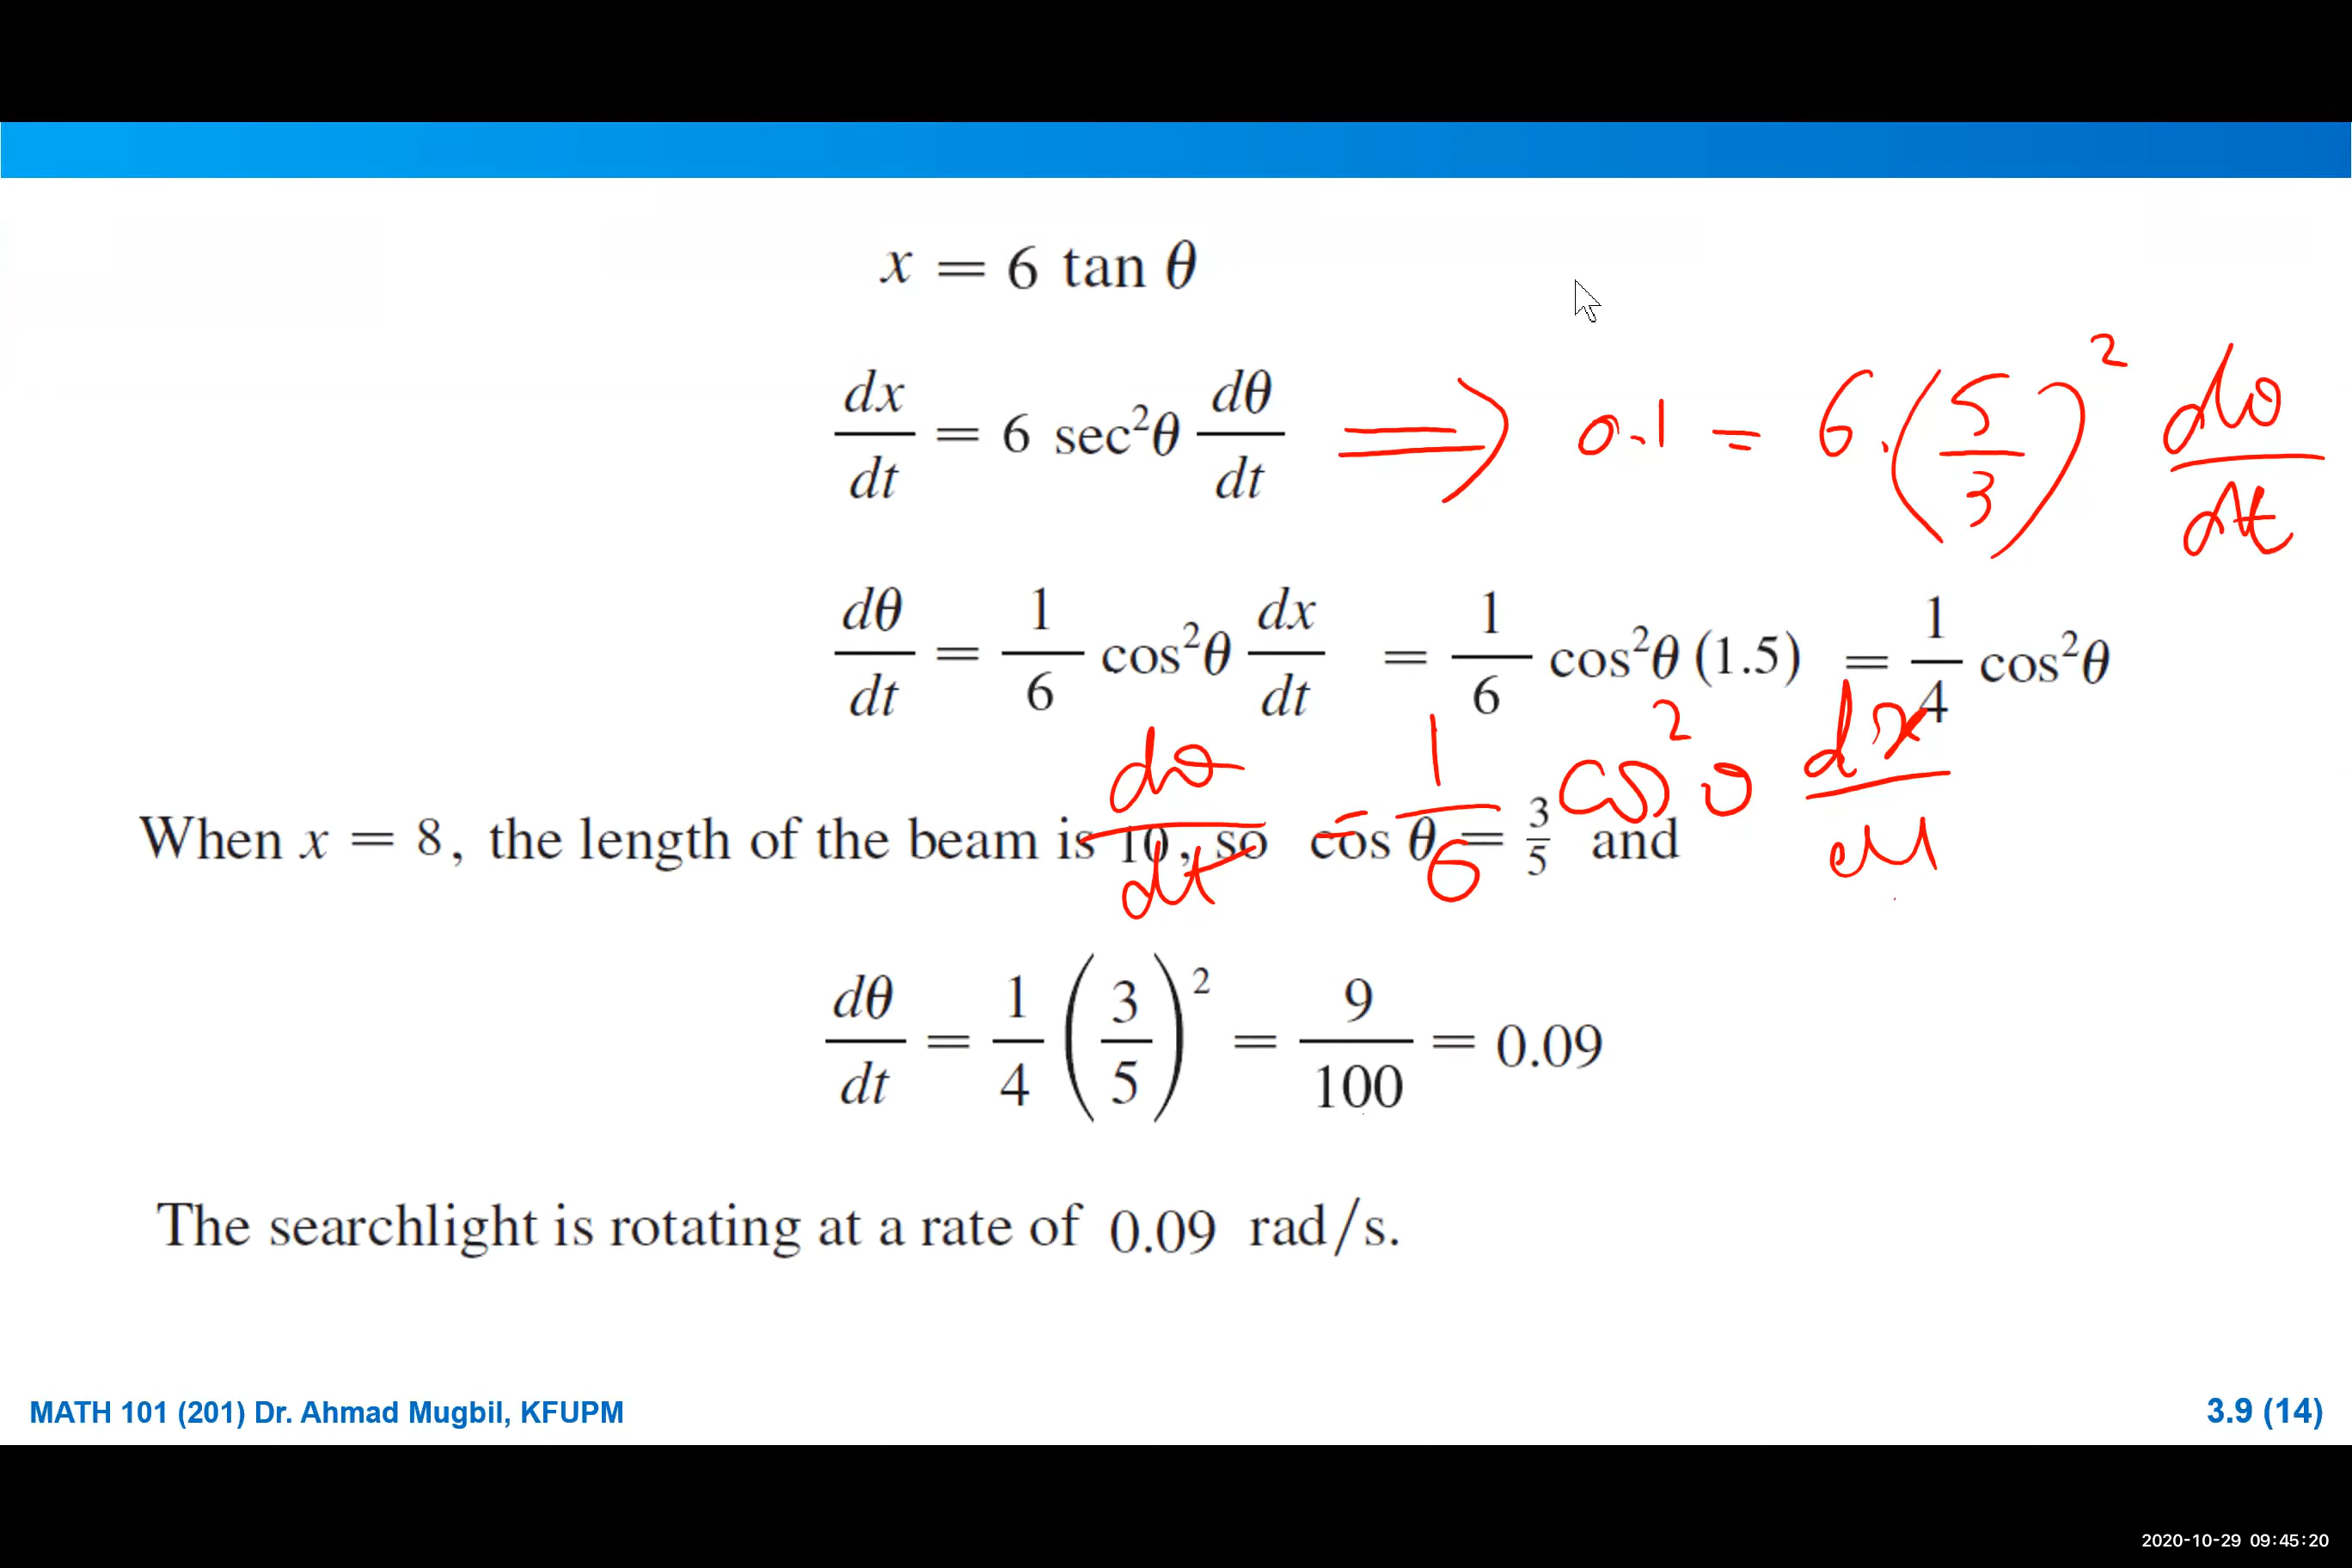 x = 6 tan θ
dx/dt = 6 sec²θ dθ/dt ⟹ 0.1 = 6·(5/3)² dθ/dt
dθ/dt = 1/6 cos²θ dx/dt = 1/6 cos²θ (1.5) = 1/4 cos²θ
dθ/dt = 1/6 cos²θ dx/dt
When x = 8, the length of the beam is 10, so cos θ = 3/5 and
dθ/dt = 1/4 (3/5)² = 9/100 = 0.09
The searchlight is rotating at a rate of 0.09 rad/s.
MATH 101 (201) Dr. Ahmad Mugbil, KFUPM 3.9 (14)
2020-10-29 09:45:20